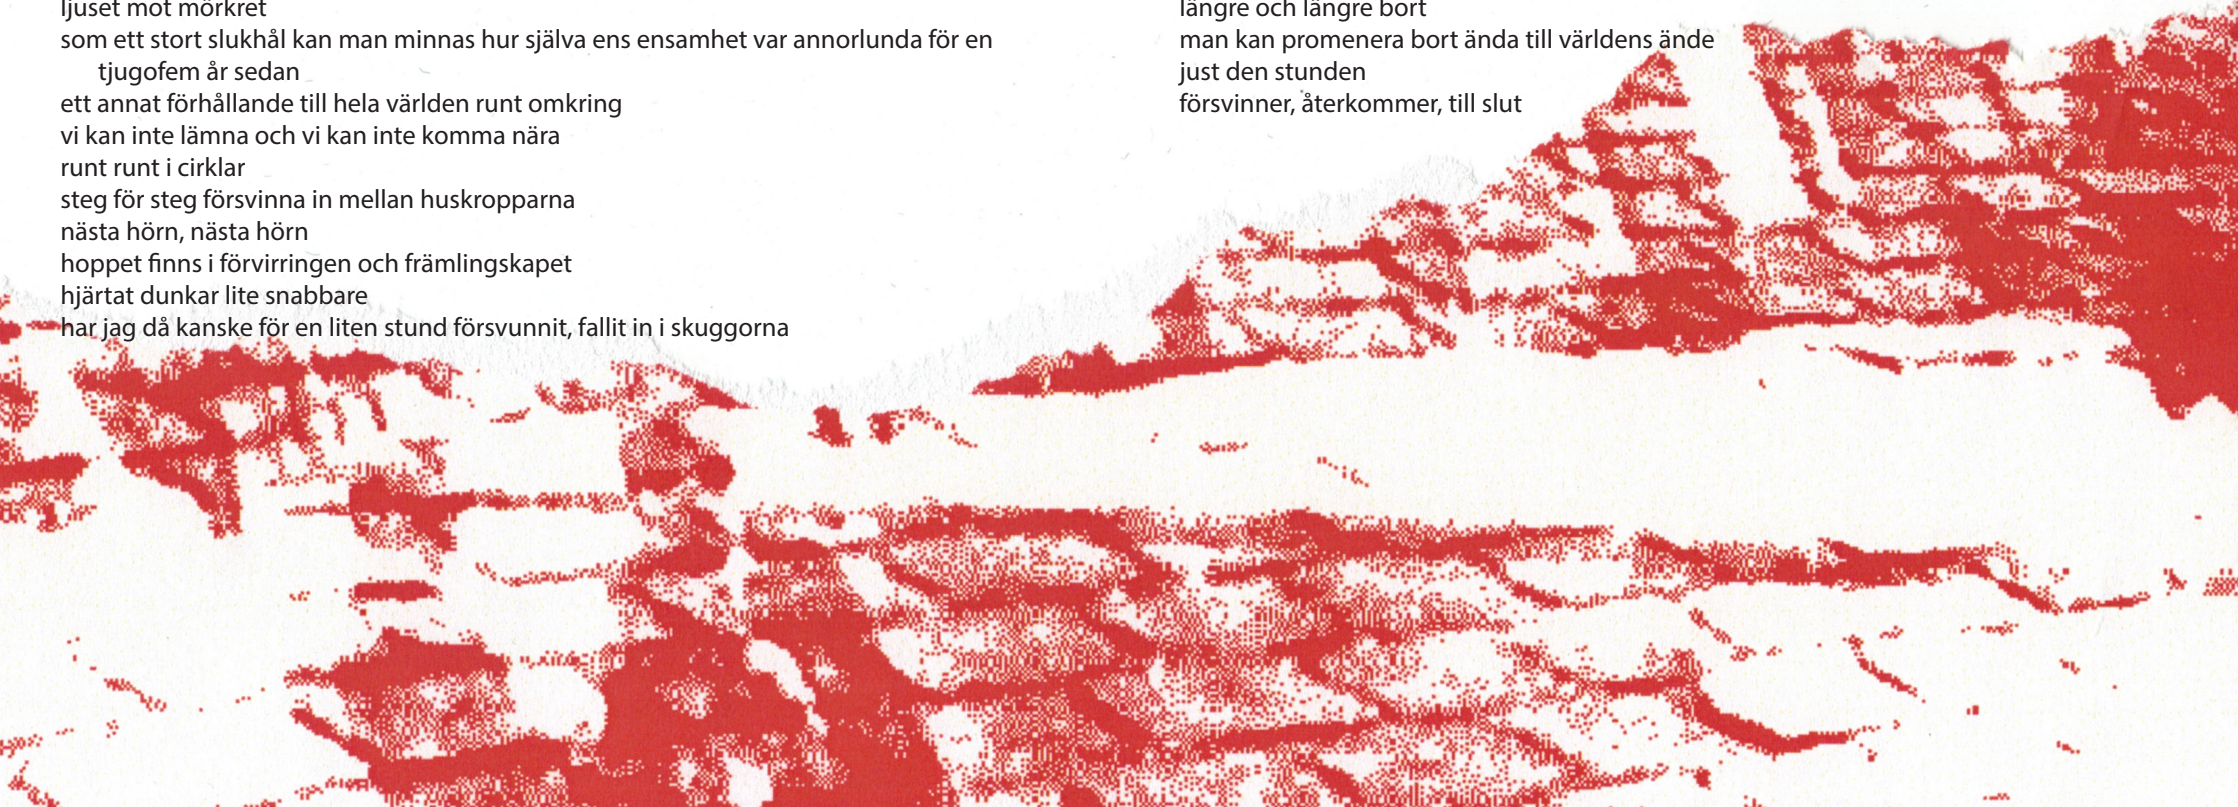 ljuset mot mörkret
som ett stort slukhål kan man minnas hur själva ens ensamhet var annorlunda för en
tjugofem år sedan
ett annat förhållande till hela världen runt omkring
vi kan inte lämna och vi kan inte komma nära
runt runt i cirklar
steg för steg försvinna in mellan huskropparna
nästa hörn, nästa hörn
hoppet finns i förvirringen och främlingskapet
hjärtat dunkar lite snabbare
har jag då kanske för en liten stund försvunnit, fallit in i skuggorna
längre och längre bort
man kan promenera bort ända till världens ände
just den stunden
försvinner, återkommer, till slut